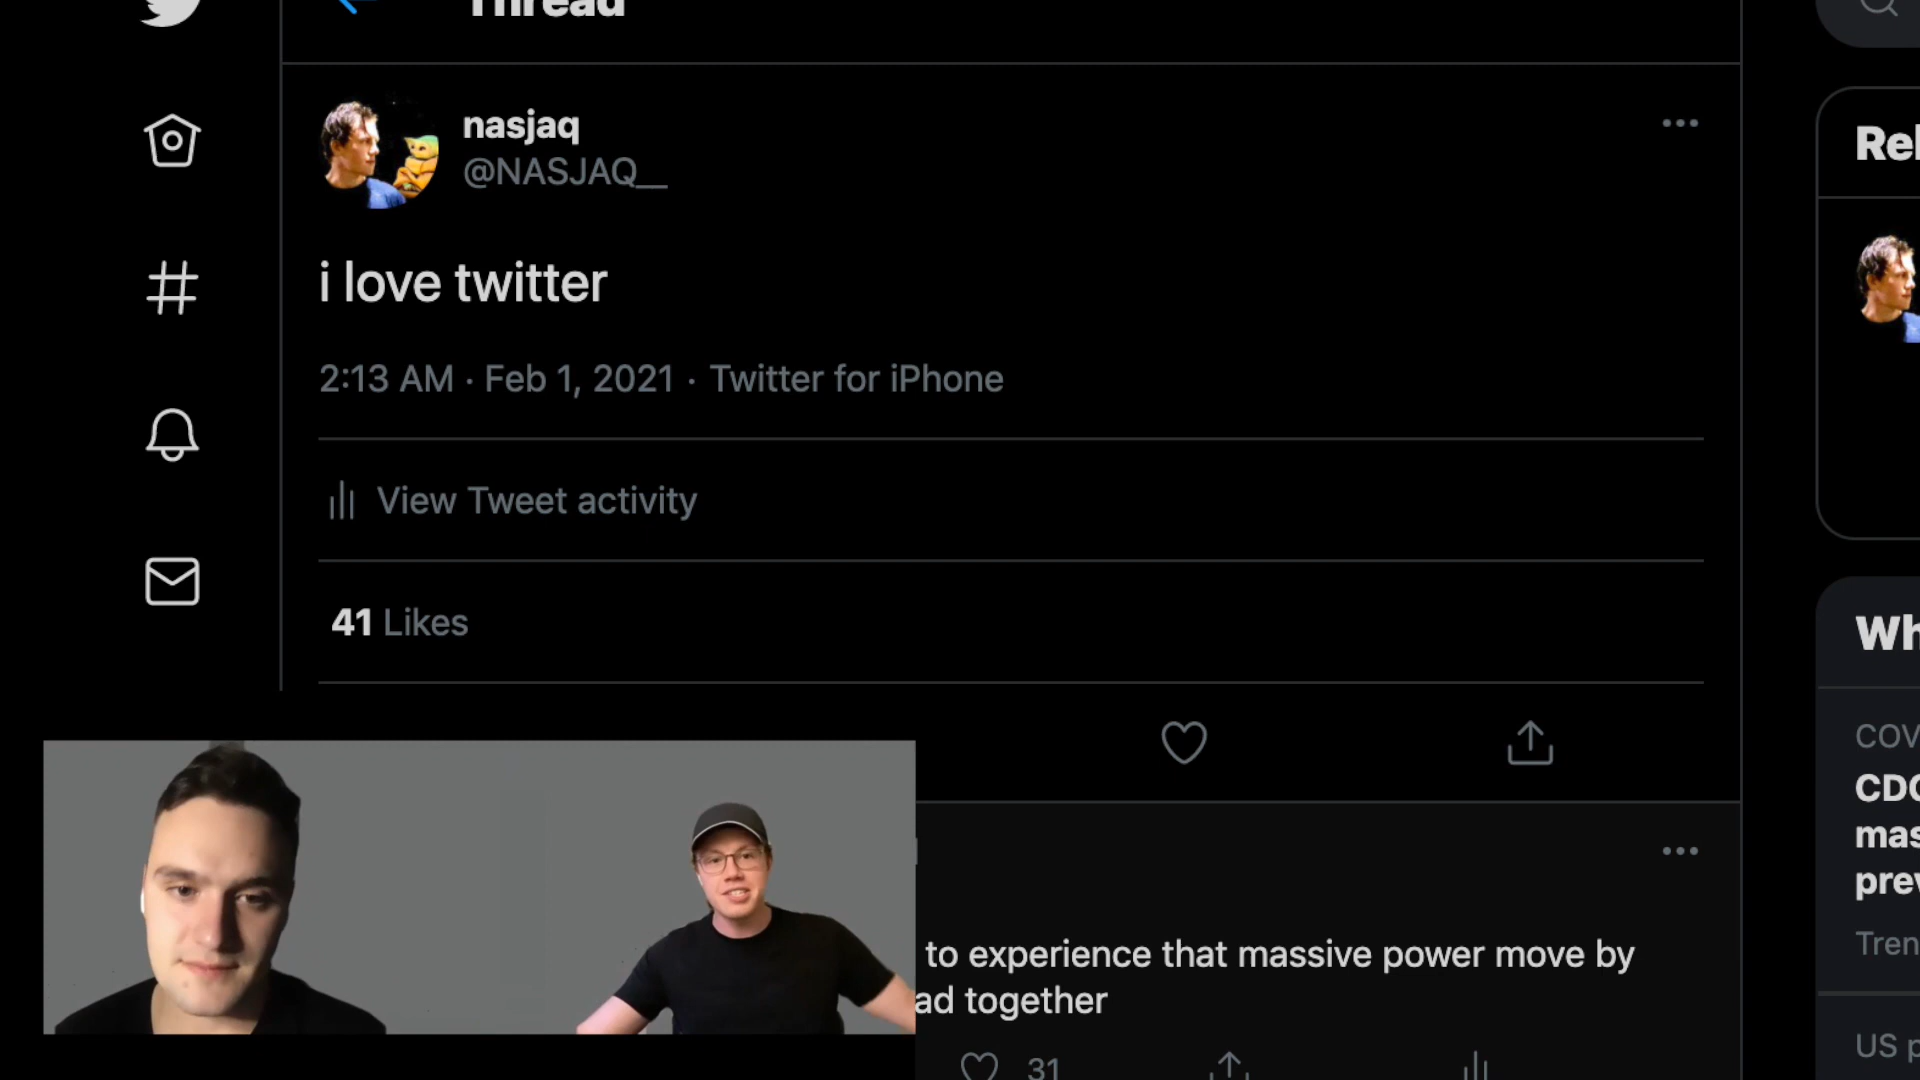 Thread
nasjaq
@NASJAQ__
i love twitter
2:13 AM · Feb 1, 2021 · Twitter for iPhone
View Tweet activity
41 Likes
to experience that massive power move by
ad together
31
Rel
Wh
COV
CDC
mas
prev
Tren
US p